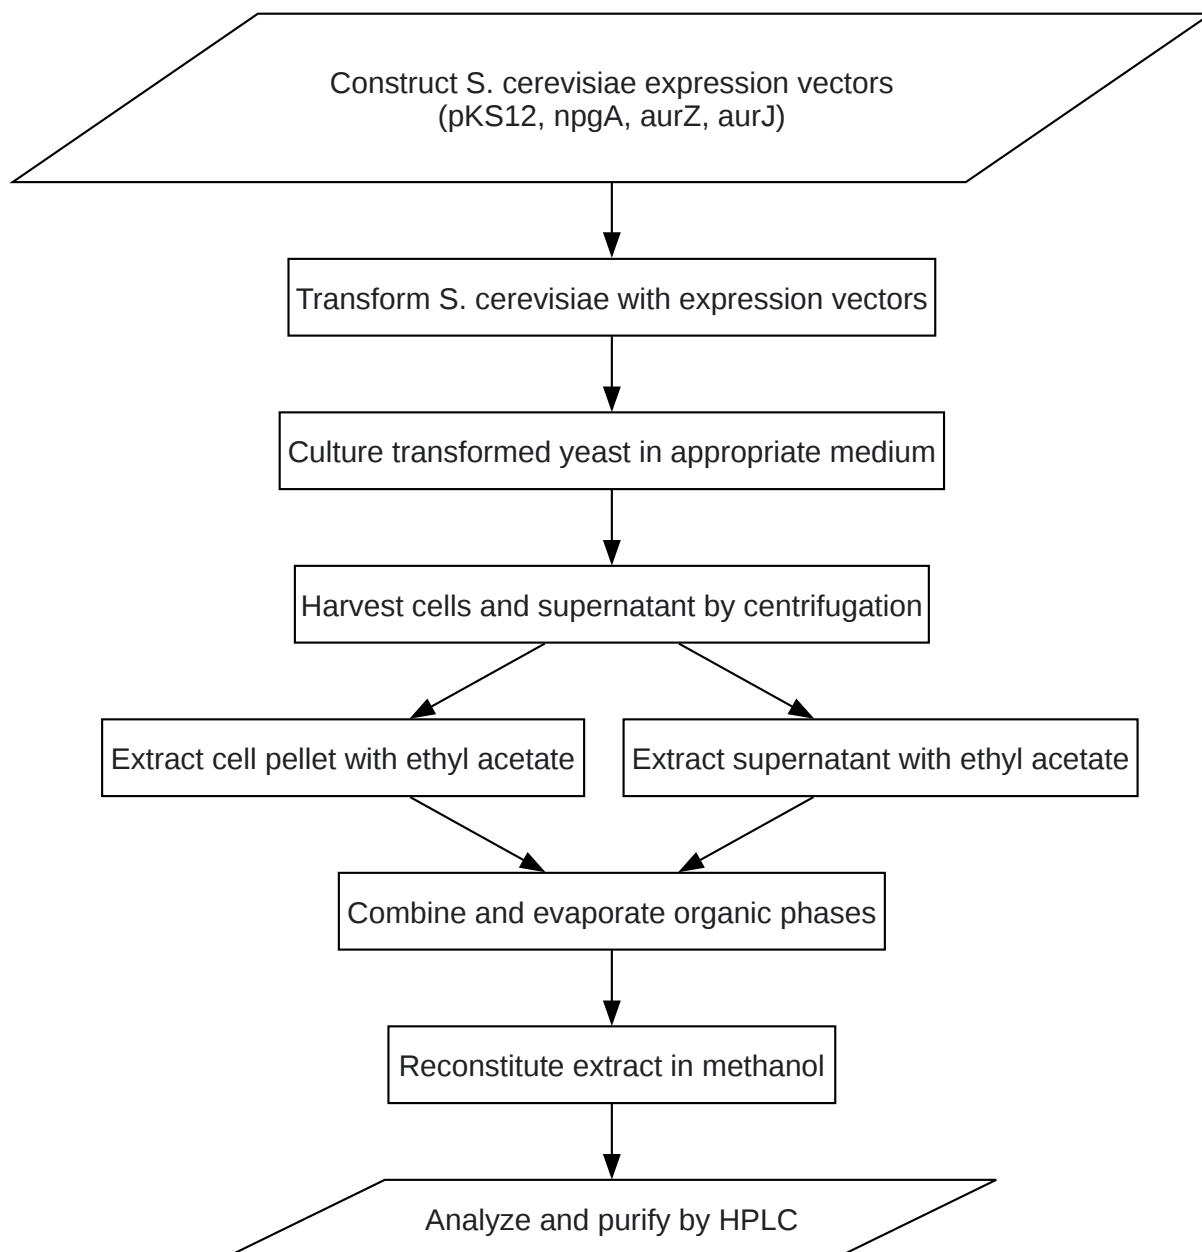 Construct S. cerevisiae expression vectors
(pKS12, npgA, aurZ, aurJ)
Transform S. cerevisiae with expression vectors
Culture transformed yeast in appropriate medium
Harvest cells and supernatant by centrifugation
Extract cell pellet with ethyl acetate
Extract supernatant with ethyl acetate
Combine and evaporate organic phases
Reconstitute extract in methanol
Analyze and purify by HPLC